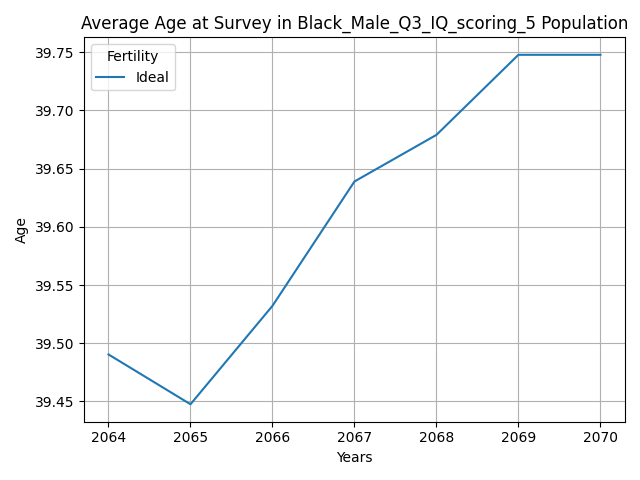 Average Age at Survey in Black_Male_Q3_IQ_scoring_5 Population
Fertility
Ideal
39.75
39.70
39.65
39.60
39.55
39.50
39.45
Age
2064 2065 2066 2067 2068 2069 2070
Years